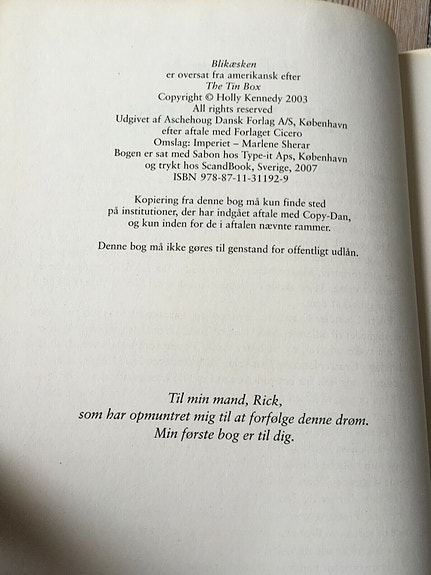 Blikæsken
er oversat fra amerikansk efter
The Tin Box
Copyright © Holly Kennedy 2003
All rights reserved
Udgivet af Aschehoug Dansk Forlag A/S, København
efter aftale med Forlaget Cicero
Omslag: Imperiet – Marlene Sherar
Bogen er sat med Sabon hos Type-it Aps, København
og trykt hos ScandBook, Sverige, 2007
ISBN 978-87-11-31192-9
Kopiering fra denne bog må kun finde sted
på institutioner, der har indgået aftale med Copy-Dan,
og kun inden for de i aftalen nævnte rammer.
Denne bog må ikke gøres til genstand for offentligt udlån.
Til min mand, Rick,
som har opmuntret mig til at forfølge denne drøm.
Min første bog er til dig.